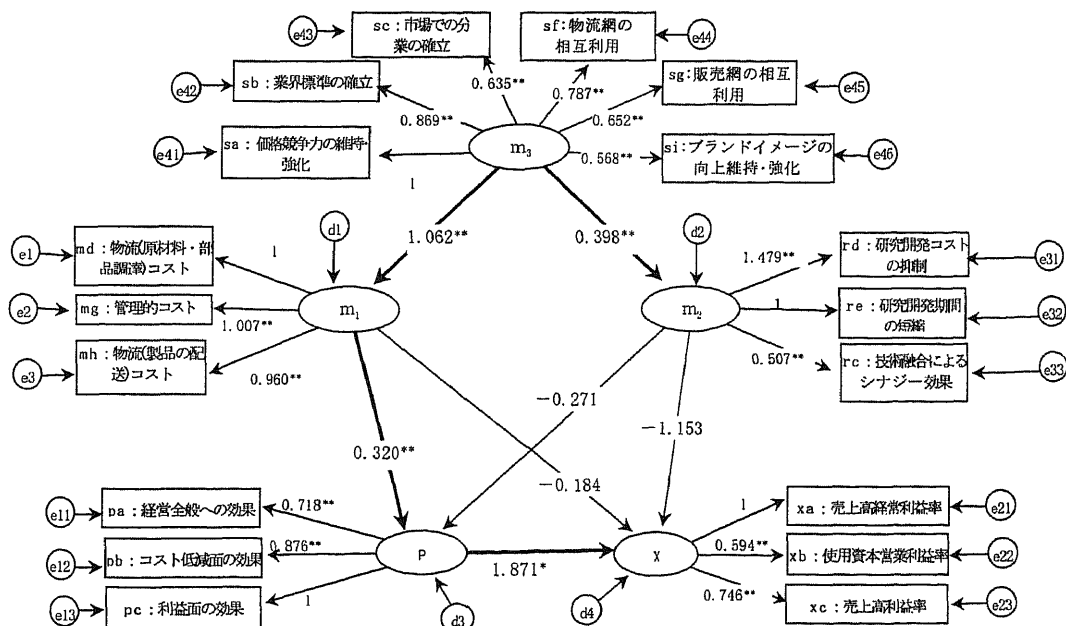 e43
sc：市場での分
業の確立
sf：物流網の
相互利用
e44
e42
sb：業界標準の確立
0.635**
0.787**
sg：販売網の相互
利用
e45
0.869**
0.652**
e41
sa：価格競争力の維持・
強化
m₃
0.568**
si：ブランドイメージの
向上維持・強化
e46
1
e1
md：物流(原材料・部
品調達)コスト
1
d1
1.062**
0.398**
d2
1.479**
rd：研究開発コスト
の抑制
e31
e2
mg：管理的コスト
1.007**
m₁
m₂
1
re：研究開発期間
の短縮
e32
e3
mh：物流(製品の配
送)コスト
0.960**
0.507**
rc：技術融合による
シナジー効果
e33
−0.271
−1.153
0.320**
−0.184
e11
pa：経営全般への効果
0.718**
1
xa：売上高経常利益率
e21
e12
pb：コスト低減面の効果
0.876**
P
1.871*
X
0.594**
xb：使用資本営業利益率
e22
e13
pc：利益面の効果
1
d3
d4
0.746**
xc：売上高利益率
e23